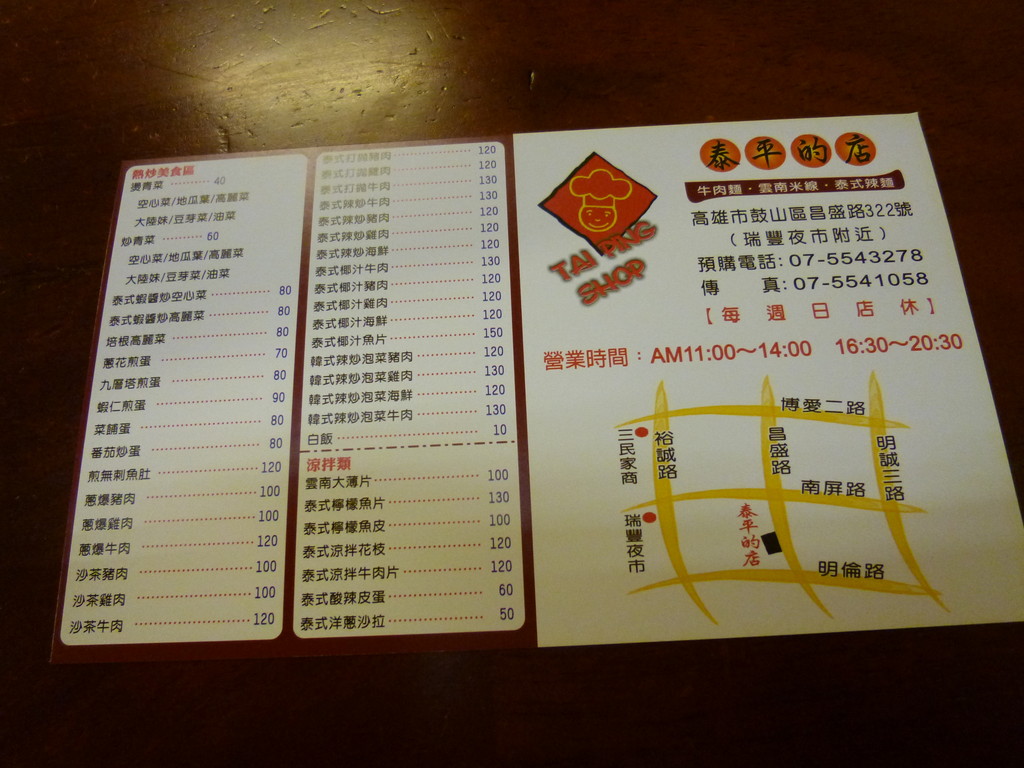 熱炒美食區
燙青菜 ········ 40
空心菜/地瓜葉/高麗菜
大陸妹/豆芽菜/油菜
炒青菜 ········ 60
空心菜/地瓜葉/高麗菜
大陸妹/豆芽菜/油菜
泰式蝦醬炒空心菜 ········ 80
泰式蝦醬炒高麗菜 ········ 80
培根高麗菜 ········ 80
蔥花煎蛋 ········ 70
九層塔煎蛋 ········ 80
蝦仁煎蛋 ········ 90
菜餔蛋 ········ 80
番茄炒蛋 ········ 80
煎無刺魚肚 ········ 120
蔥爆豬肉 ········ 100
蔥爆雞肉 ········ 100
蔥爆牛肉 ········ 120
沙茶豬肉 ········ 100
沙茶雞肉 ········ 100
沙茶牛肉 ········ 120
泰式打拋豬肉 ········ 120
泰式打拋雞肉 ········ 120
泰式打拋牛肉 ········ 130
泰式辣炒牛肉 ········ 130
泰式辣炒豬肉 ········ 120
泰式辣炒雞肉 ········ 120
泰式辣炒海鮮 ········ 120
泰式椰汁牛肉 ········ 130
泰式椰汁豬肉 ········ 120
泰式椰汁雞肉 ········ 120
泰式椰汁海鮮 ········ 120
泰式椰汁魚片 ········ 150
韓式辣炒泡菜豬肉 ········ 120
韓式辣炒泡菜雞肉 ········ 130
韓式辣炒泡菜海鮮 ········ 120
韓式辣炒泡菜牛肉 ········ 130
白飯 ········ 10
涼拌類
雲南大薄片 ········ 100
泰式檸檬魚片 ········ 130
泰式檸檬魚皮 ········ 100
泰式涼拌花枝 ········ 120
泰式涼拌牛肉片 ········ 120
泰式酸辣皮蛋 ········ 60
泰式洋蔥沙拉 ········ 50
TAI PING
SHOP
泰平的店
牛肉麵·雲南米線·泰式辣麵
高雄市鼓山區昌盛路322號
（瑞豐夜市附近）
預購電話:07-5543278
傳 真:07-5541058
【每週日店休】
營業時間：AM11:00～14:00 16:30～20:30
博愛二路
三民家商
裕誠路
昌盛路
明誠三路
南屏路
瑞豐夜市
泰平的店
明倫路